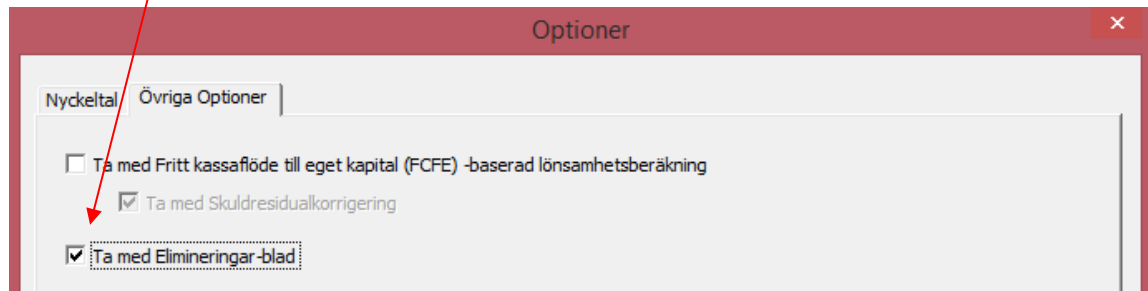 Optioner
Nyckeltal Övriga Optioner
Ta med Fritt kassaflöde till eget kapital (FCFE) -baserad lönsamhetsberäkning
Ta med Skuldresidualkorrigering
Ta med Elimineringar-blad